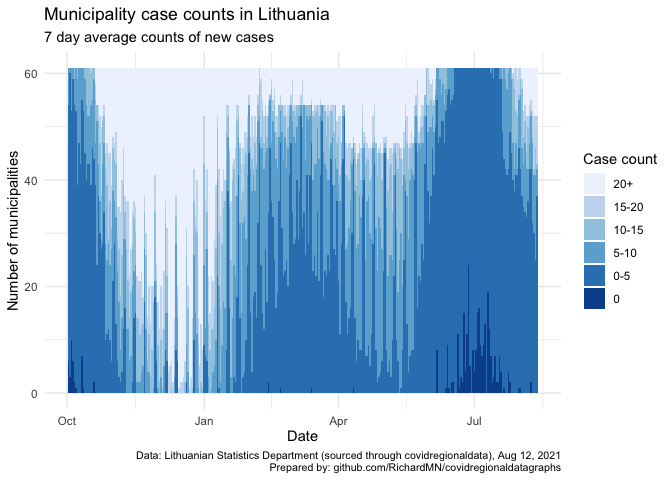 Municipality case counts in Lithuania
7 day average counts of new cases
60
40
20
0
Number of municipalities
Oct
Jan
Apr
Jul
Date
Case count
20+
15-20
10-15
5-10
0-5
0
Data: Lithuanian Statistics Department (sourced through covidregionaldata), Aug 12, 2021
Prepared by: github.com/RichardMN/covidregionaldatagraphs